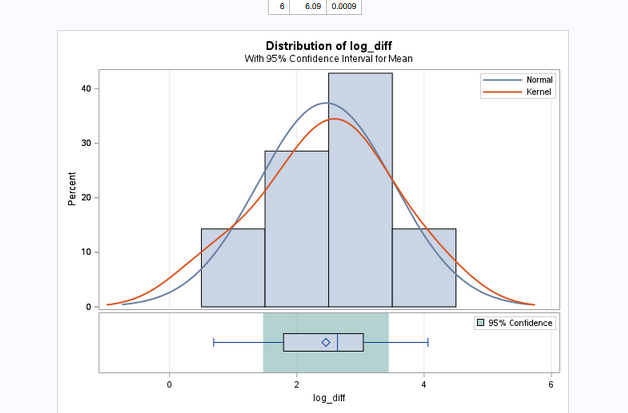 6 6.09 0.0009
Distribution of log_diff
With 95% Confidence Interval for Mean
Normal
Kernel
40
30
20
10
0
Percent
95% Confidence
0 2 4 6
log_diff